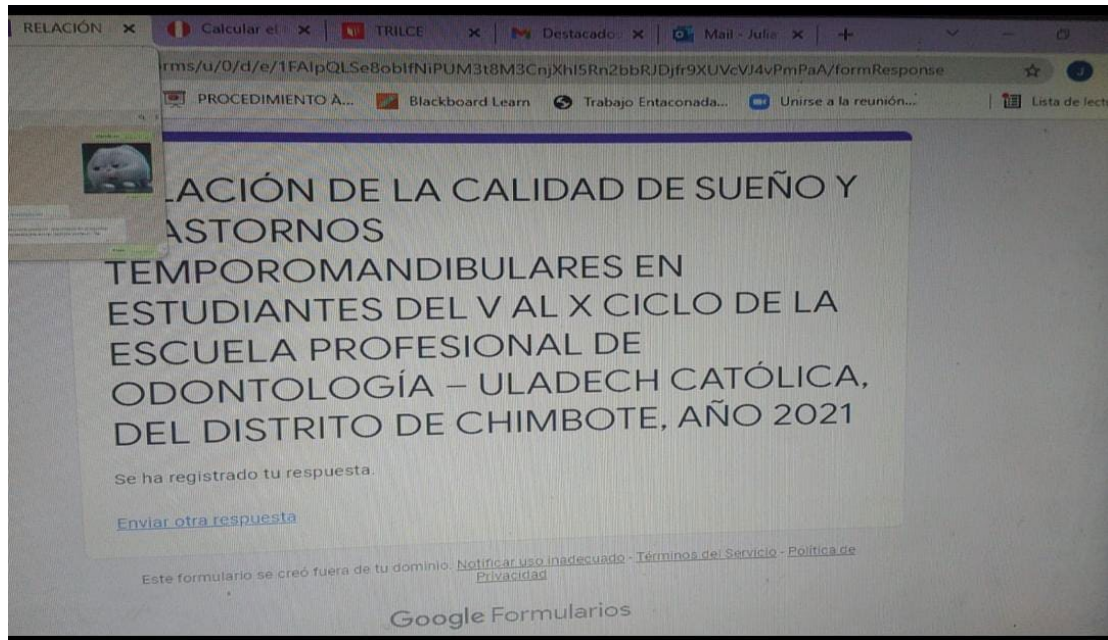 RELACIÓN
Calcular el
TRILCE
Destacado
Mail - Julia
rms/u/0/d/e/1FAIpQLSe8obIfNiPUM3t8M3CnjXhI5Rn2bbRJDjfr9XUVcVJ4vPmPaA/formResponse
J
PROCEDIMIENTO A...
Blackboard Learn
Trabajo Entaconada...
Unirse a la reunión...
Lista de lect
LACIÓN DE LA CALIDAD DE SUEÑO Y
ASTORNOS
TEMPOROMANDIBULARES EN
ESTUDIANTES DEL V AL X CICLO DE LA
ESCUELA PROFESIONAL DE
ODONTOLOGÍA – ULADECH CATÓLICA,
DEL DISTRITO DE CHIMBOTE, AÑO 2021
Se ha registrado tu respuesta.
Enviar otra respuesta
Este formulario se creó fuera de tu dominio. Notificar uso inadecuado - Términos del Servicio - Política de
Privacidad
Google Formularios